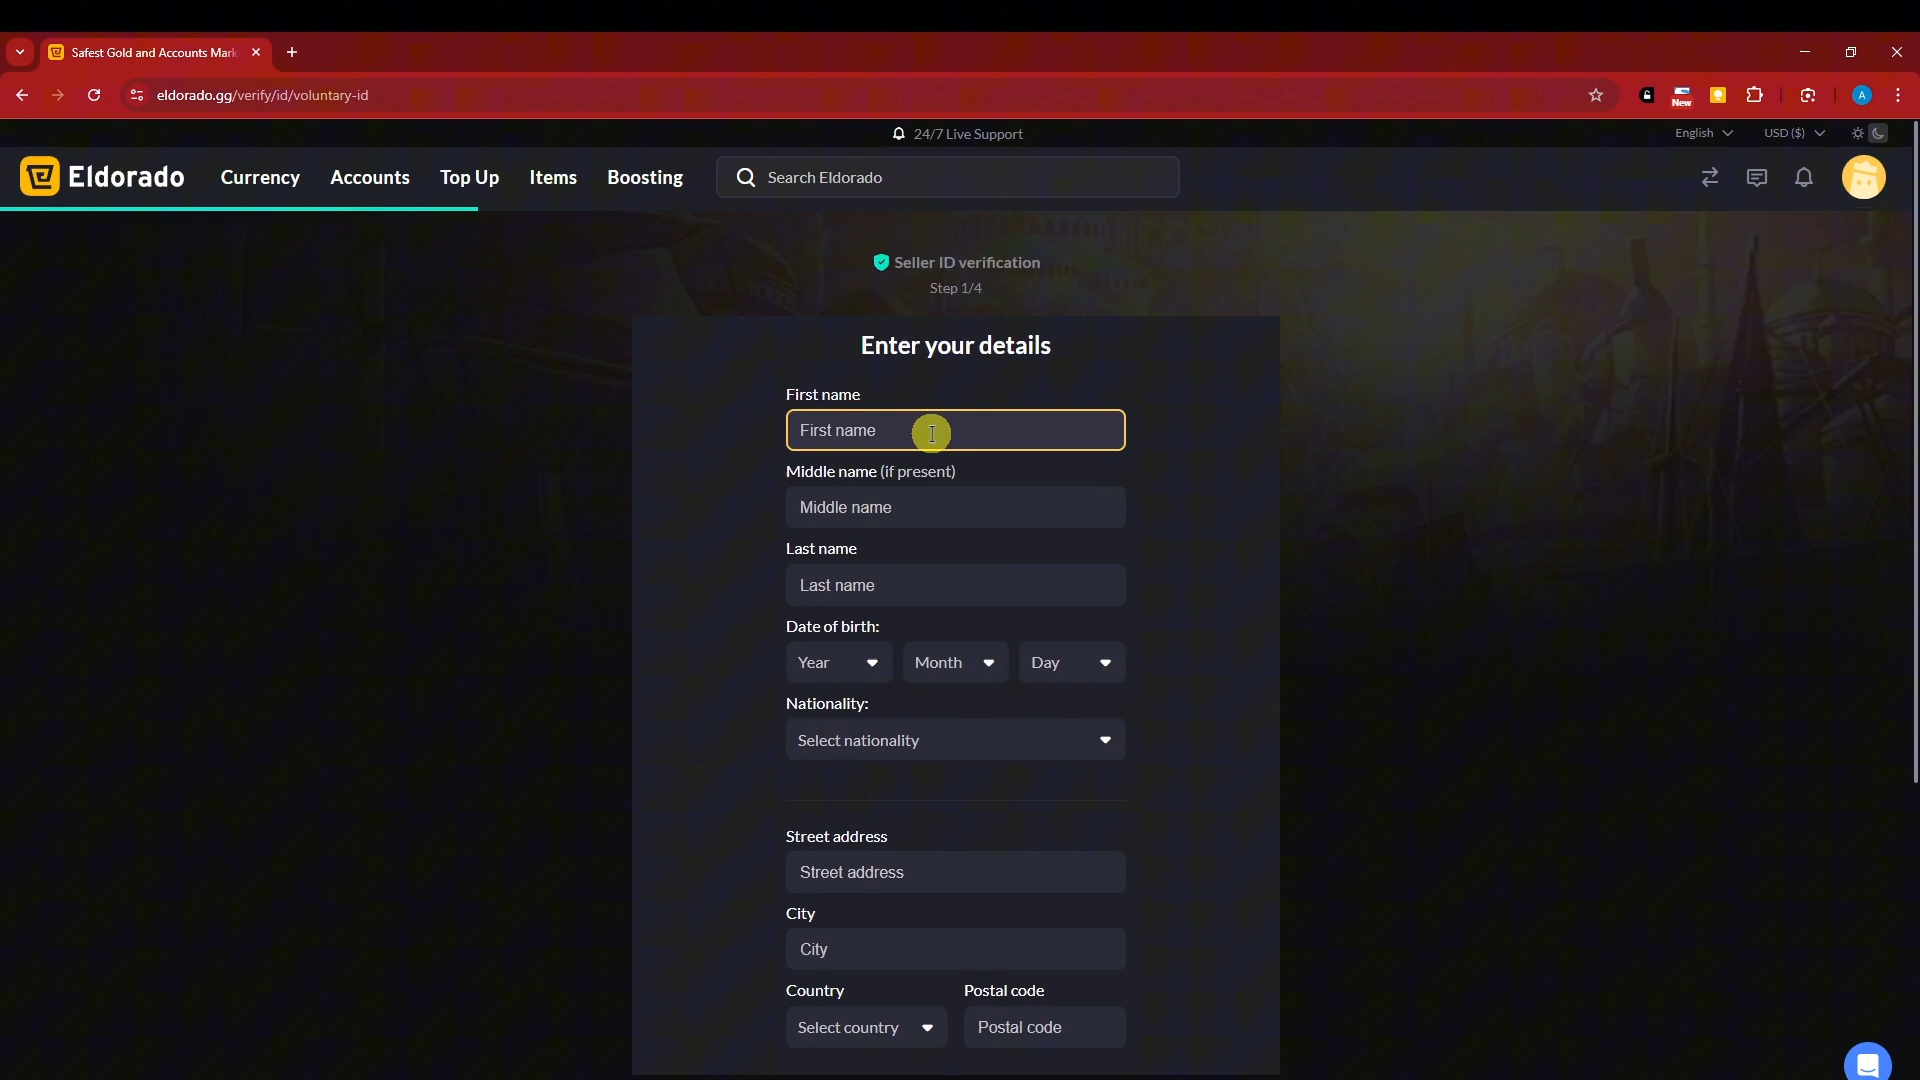 Safest Gold and Accounts Mark
eldorado.gg/verify/id/voluntary-id
New
A
24/7 Live Support
English
USD ($)
Eldorado
Currency
Accounts
Top Up
Items
Boosting
Search Eldorado
Seller ID verification
Step 1/4
Enter your details
First name
First name
Middle name (if present)
Middle name
Last name
Last name
Date of birth:
Year
Month
Day
Nationality:
Select nationality
Street address
Street address
City
City
Country
Postal code
Select country
Postal code